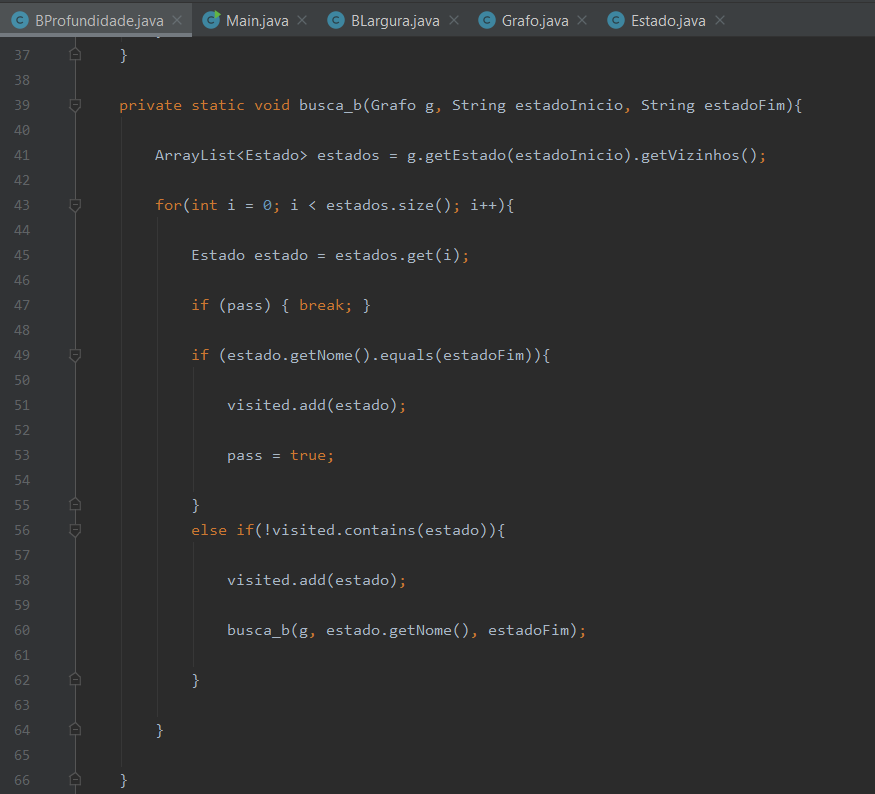 BProfundidade.java Main.java BLargura.java Grafo.java Estado.java
37 }
38
39 private static void busca_b(Grafo g, String estadoInicio, String estadoFim){
40
41 ArrayList<Estado> estados = g.getEstado(estadoInicio).getVizinhos();
42
43 for(int i = 0; i < estados.size(); i++){
44
45 Estado estado = estados.get(i);
46
47 if (pass) { break; }
48
49 if (estado.getNome().equals(estadoFim)){
50
51 visited.add(estado);
52
53 pass = true;
54
55 }
56 else if(!visited.contains(estado)){
57
58 visited.add(estado);
59
60 busca_b(g, estado.getNome(), estadoFim);
61
62 }
63
64 }
65
66 }